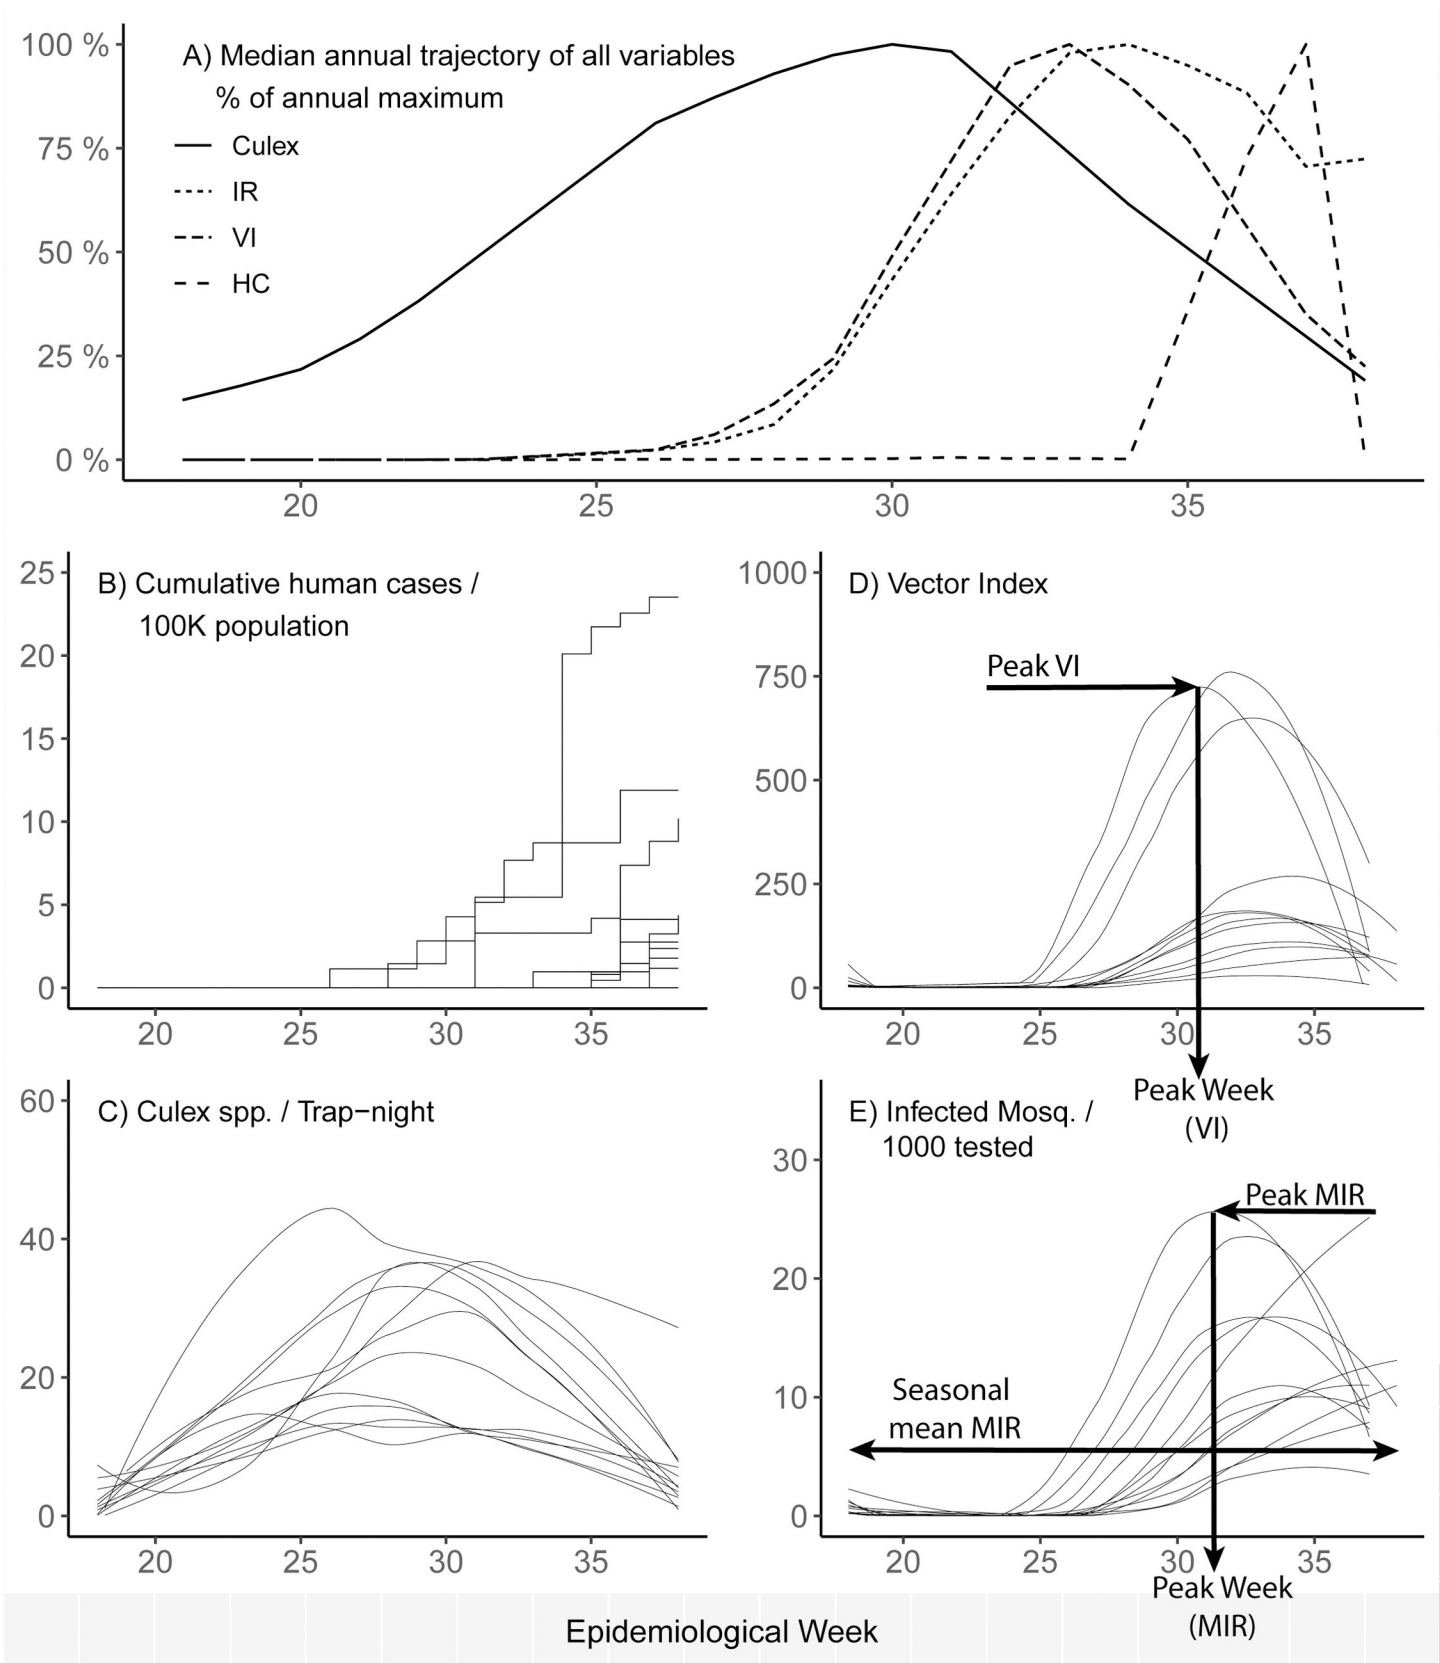 A) Median annual trajectory of all variables
% of annual maximum
Culex
IR
VI
HC
100 %
75 %
50 %
25 %
0 %
20 25 30 35
B) Cumulative human cases /
100K population
25
20
15
10
5
0
20 25 30 35
D) Vector Index
1000
750
500
250
0
Peak VI
20 25 30 35
Peak Week
(VI)
C) Culex spp. / Trap−night
60
40
20
0
20 25 30 35
E) Infected Mosq. /
1000 tested
30
20
10
0
Peak MIR
Seasonal
mean MIR
20 25 30 35
Peak Week
(MIR)
Epidemiological Week